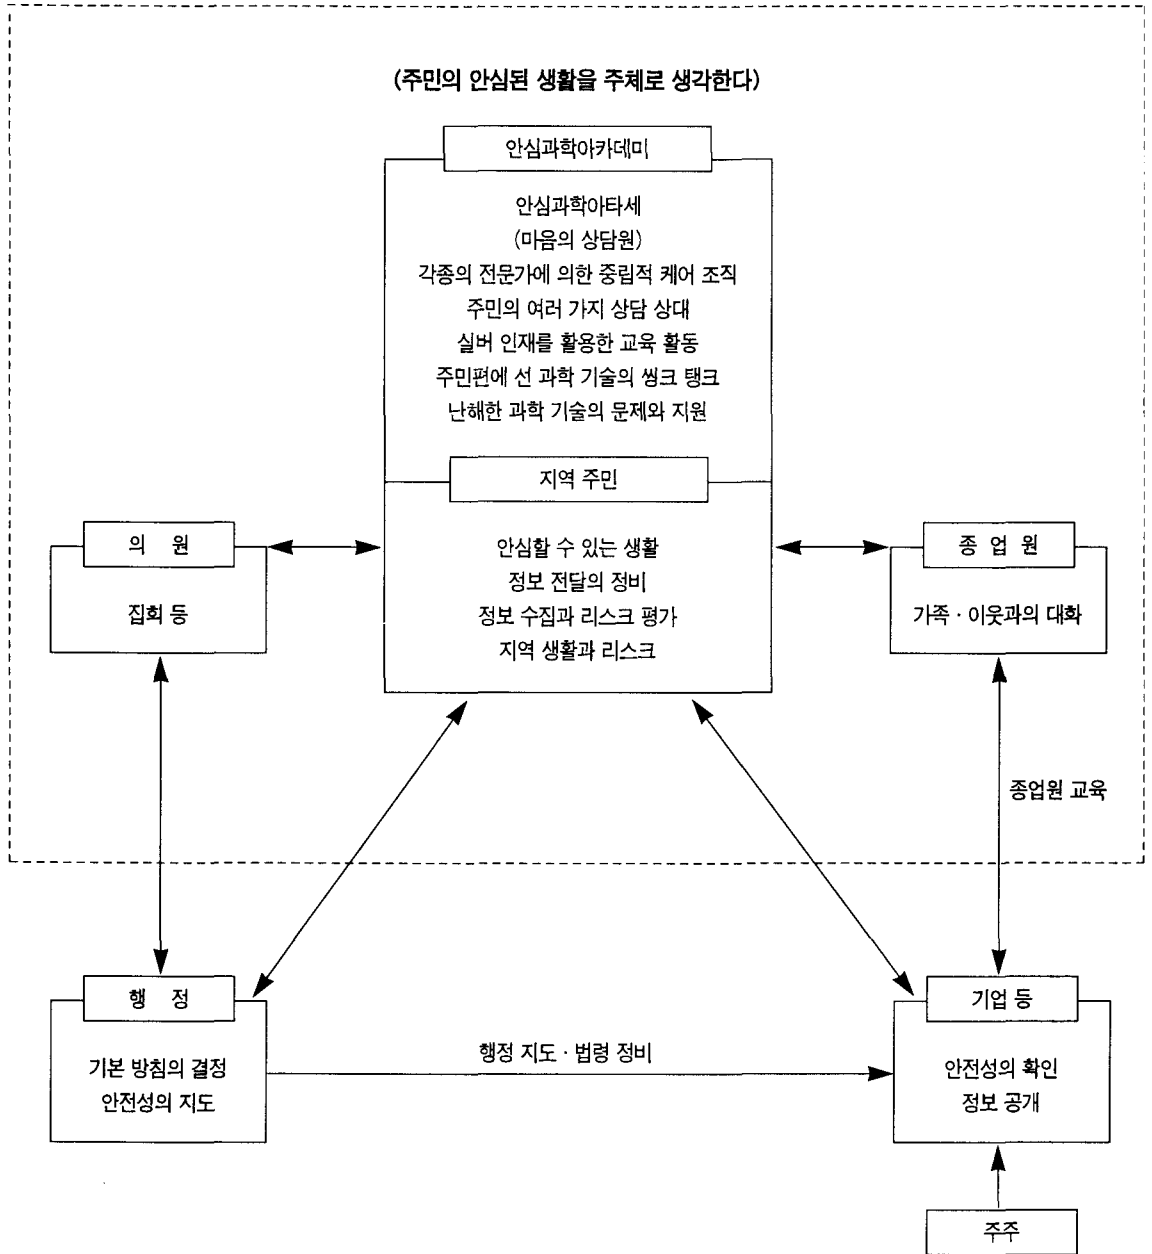 (주민의 안심된 생활을 주체로 생각한다)
안심과학아카데미
안심과학아타세
(마음의 상담원)
각종의 전문가에 의한 중립적 케어 조직
주민의 여러 가지 상담 상대
실버 인재를 활용한 교육 활동
주민편에 선 과학 기술의 씽크 탱크
난해한 과학 기술의 문제와 지원
지역 주민
안심할 수 있는 생활
정보 전달의 정비
정보 수집과 리스크 평가
지역 생활과 리스크
의 원
집회 등
종 업 원
가족 · 이웃과의 대화
종업원 교육
행 정
기본 방침의 결정
안전성의 지도
행정 지도 · 법령 정비
기업 등
안전성의 확인
정보 공개
주주